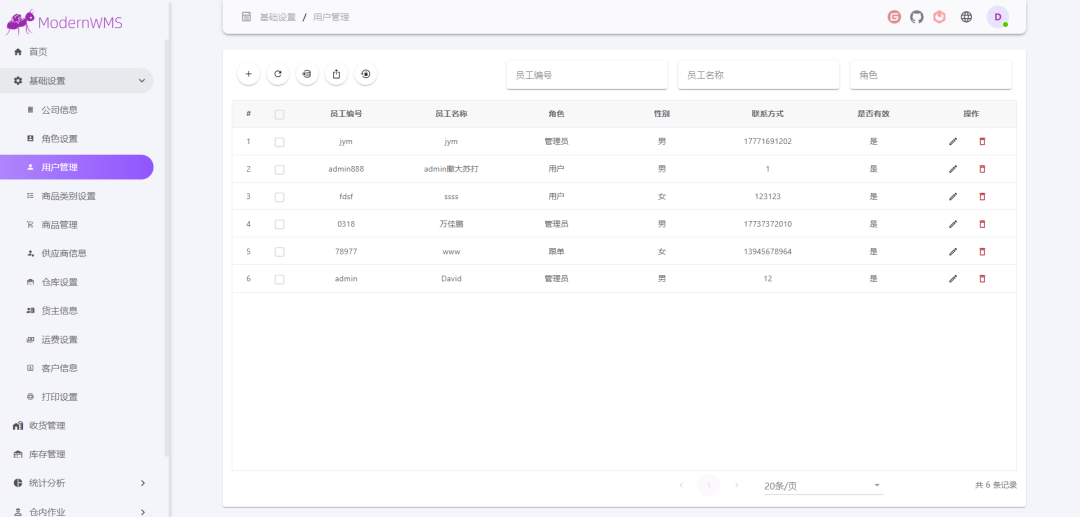 ModernWMS
首页
基础设置
公司信息
角色设置
用户管理
商品类别设置
商品管理
供应商信息
仓库设置
货主信息
运费设置
客户信息
打印设置
收货管理
库存管理
统计分析
仓内作业
基础设置 / 用户管理
D
员工编号 员工名称 角色
# 员工编号 员工名称 角色 性别 联系方式 是否有效 操作
1 jym jym 管理员 男 17771691202 是
2 admin888 admin撒大苏打 用户 男 1 是
3 fdsf ssss 用户 女 123123 是
4 0318 万佳鹏 管理员 男 17737372010 是
5 78977 www 跟单 女 13945678964 是
6 admin David 管理员 男 12 是
1 20条/页 共 6 条记录